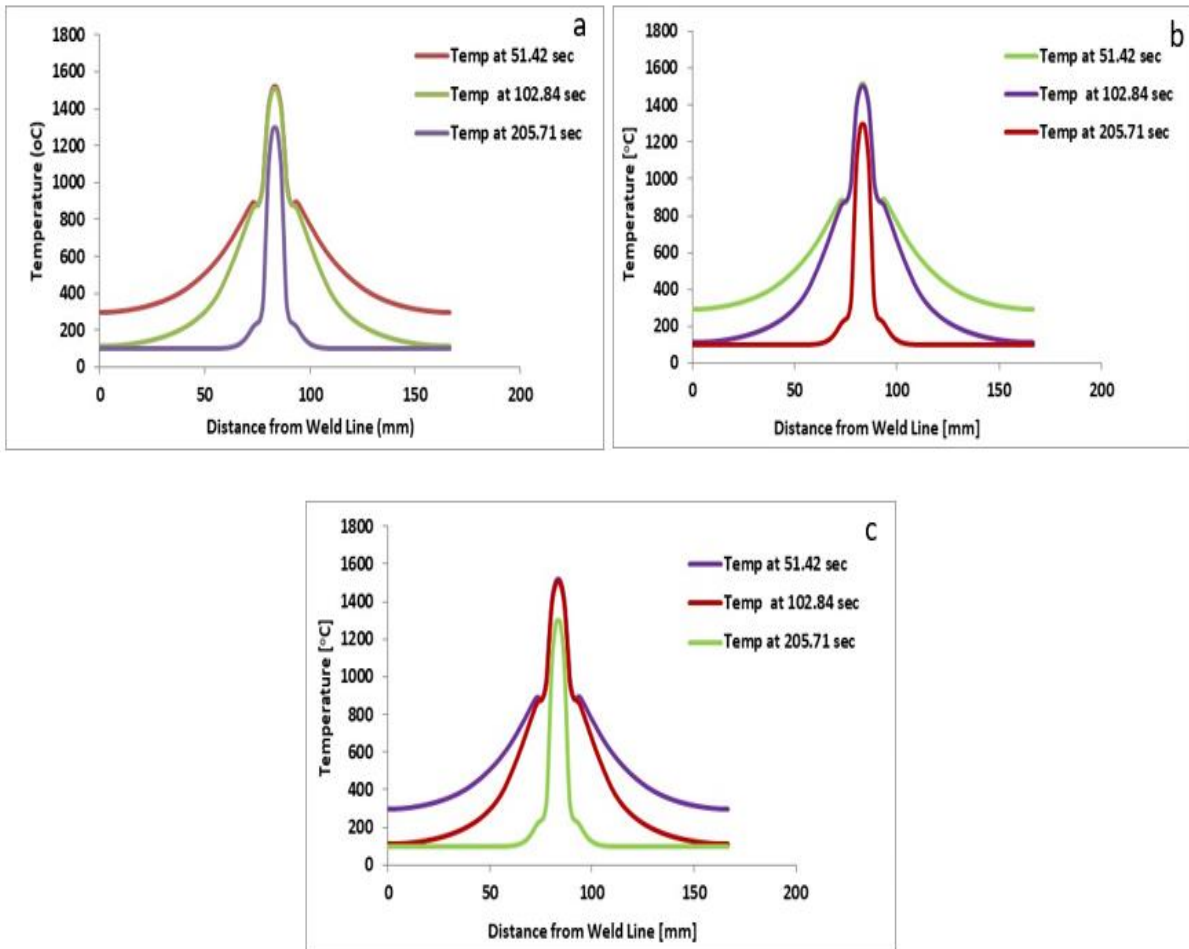 a
1800
1600
1400
1200
1000
800
600
400
200
0
Temperature (oC)
Temp at 51.42 sec
Temp at 102.84 sec
Temp at 205.71 sec
0 50 100 150 200
Distance from Weld Line (mm)
b
1800
1600
1400
1200
1000
800
600
400
200
0
Temperature [°C]
Temp at 51.42 sec
Temp at 102.84 sec
Temp at 205.71 sec
0 50 100 150 200
Distance from Weld Line [mm]
c
1800
1600
1400
1200
1000
800
600
400
200
0
Temperature [°C]
Temp at 51.42 sec
Temp at 102.84 sec
Temp at 205.71 sec
0 50 100 150 200
Distance from Weld Line [mm]